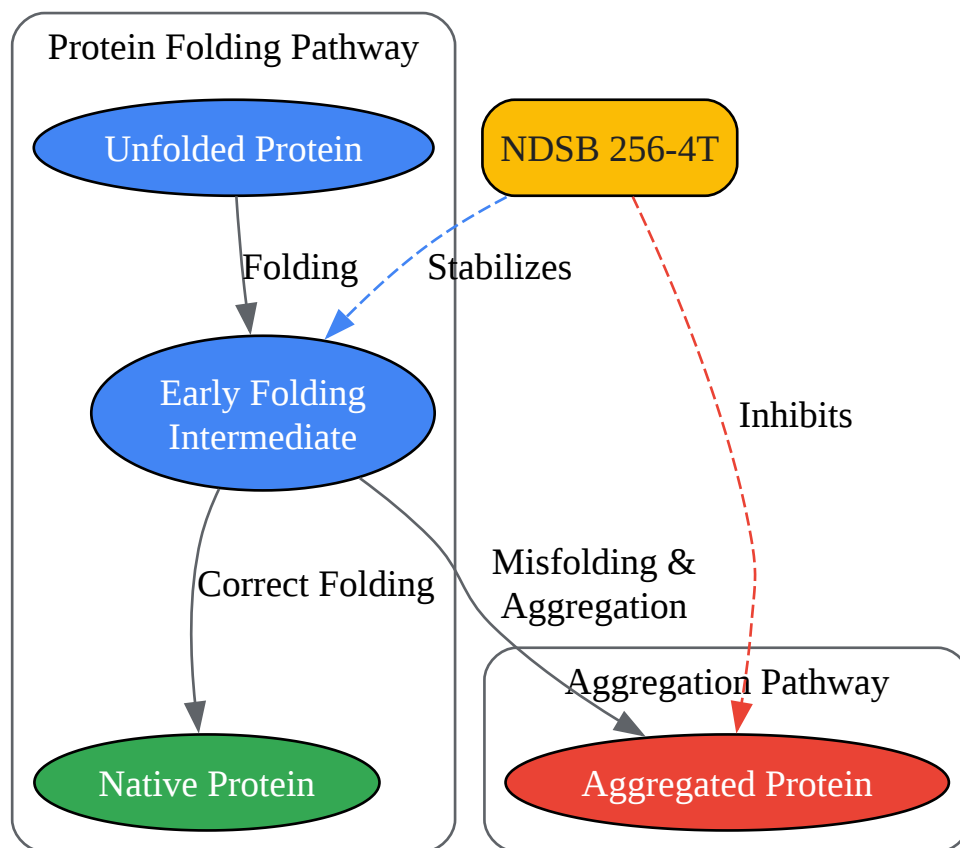 Protein Folding Pathway
Unfolded Protein
NDSB 256-4T
Folding
Stabilizes
Early Folding
Intermediate
Inhibits
Correct Folding
Misfolding &
Aggregation
Aggregation Pathway
Native Protein
Aggregated Protein